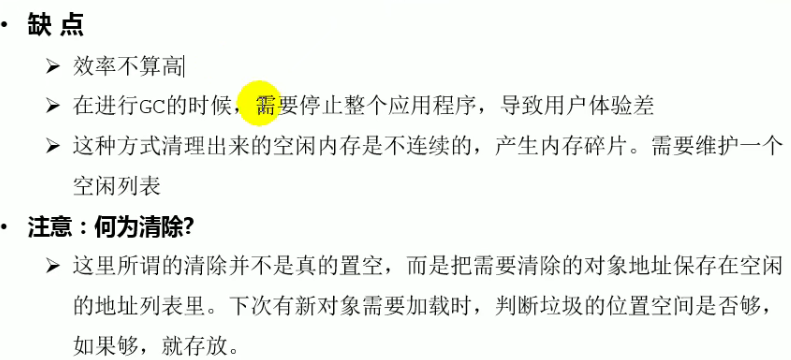 • 缺 点
➢ 效率不算高
➢ 在进行GC的时候，需要停止整个应用程序，导致用户体验差
➢ 这种方式清理出来的空闲内存是不连续的，产生内存碎片。需要维护一个
空闲列表
• 注意：何为清除?
➢ 这里所谓的清除并不是真的置空，而是把需要清除的对象地址保存在空闲
的地址列表里。下次有新对象需要加载时，判断垃圾的位置空间是否够，
如果够，就存放。